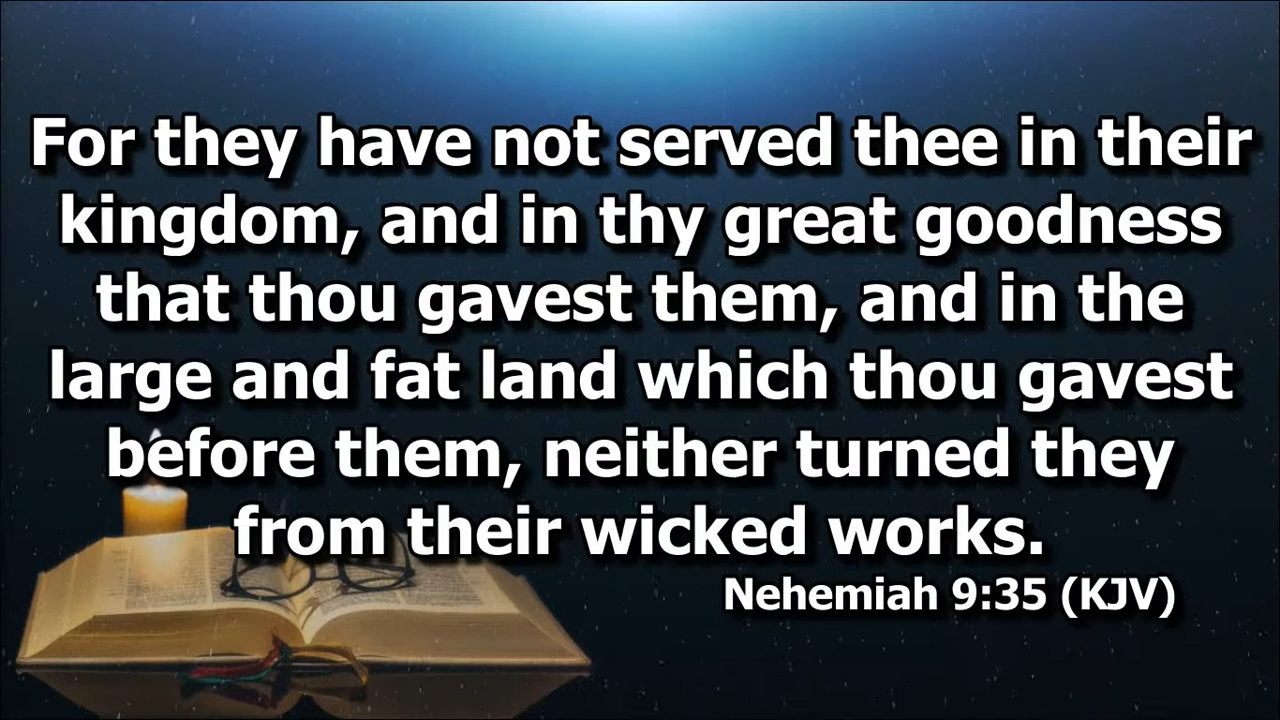 For they have not served thee in their
kingdom, and in thy great goodness
that thou gavest them, and in the
large and fat land which thou gavest
before them, neither turned they
from their wicked works.
Nehemiah 9:35 (KJV)